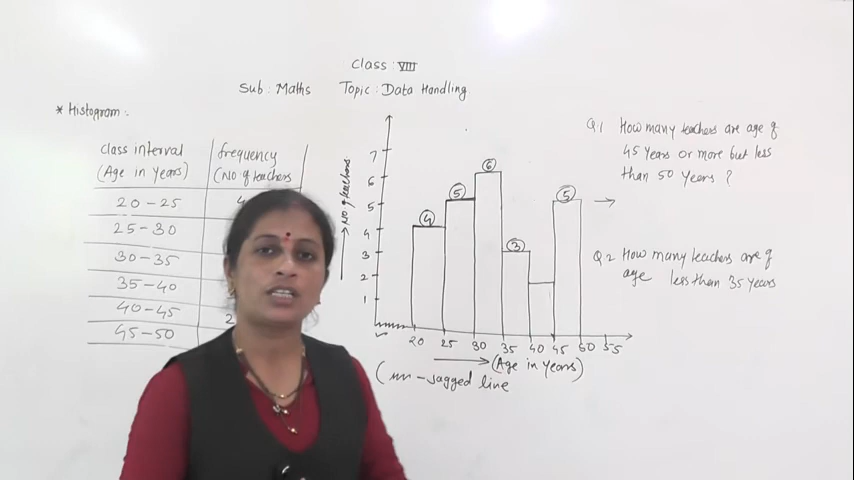 Class : VIII
Sub : Maths Topic : Data Handling
* Histogram :
class interval
(Age in Years)
frequency
(No of teachers
20 - 25 4
25 - 30
30 - 35
35 - 40
40 - 45 2
45 - 50
No of teachers
7
6
5
4
3
2
1
4
5
6
3
5
20 25 30 35 40 45 50 55
(Age in years)
( - Jagged line
Q.1 How many teachers are age of
45 years or more but less
than 50 years ?
Q.2 How many teachers are of
age less than 35 years